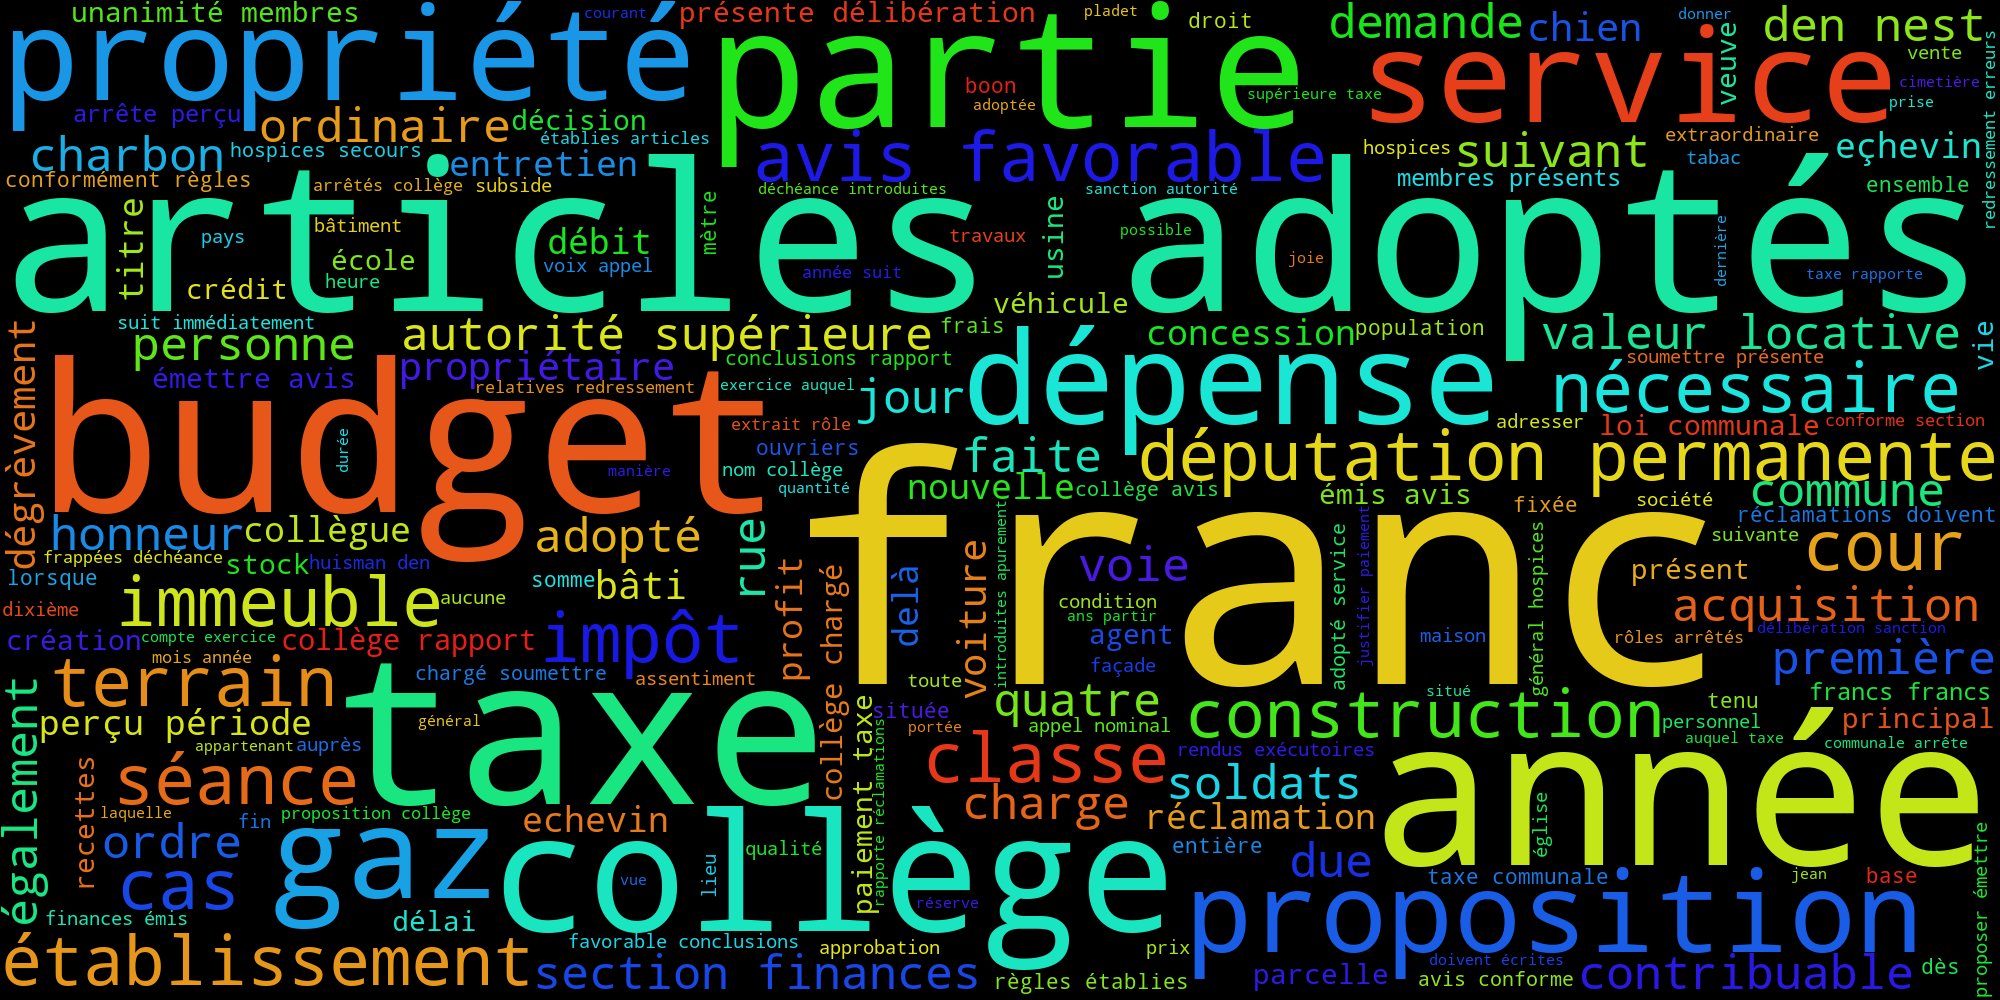 unanimité membres
courant
présente délibération
pladet
droit
demande
chien
donner
den nest
propriété
partie
service
veuve
vente
redressement erreurs
boon
adoptée
supérieure taxe
cimetière
prise
arrête perçu
ordinaire
décision
établies articles
charbon
hospices secours
entretien
avis favorable
hospices
suivant
extraordinaire
tabac
eçhevin
conformément règles
arrêtés collège
subside
déchéance introduites
sanction autorité
membres présents
ensemble
articles
adoptés
titre
pays
bâtiment
école
heure
crédit
débit
voix appel
mètre
année suit
travaux
usine
possible
joie
dernière
taxe rapporte
véhicule
suit immédiatement
personne
autorité supérieure
frais
concession
population
valeur locative
vie
dégrèvement
émettre avis
propriétaire
conclusions rapport
soumettre présente
relatives redressement
exercice auquel
jour
dépense
nécessaire
budget
durée
manière
extrait rôle
ouvriers
nom collège
quantité
faite
adresser
loi communale
conforme section
députation permanente
nouvelle
collège avis
émis avis
fixée
société
commune
réclamations doivent
suivante
honneur
collègue
adopté
rue
franc
frappées déchéance
stock
huisman den
lorsque
somme
bâti
voie
cour
présent
dixième
immeuble
aucune
profit
collège chargé
delà
voiture
introduites apurement
condition
ans partir
agent
façade
adopté service
justifier paiement
maison
général hospices
acquisition
rôles arrêtés
délibération sanction
création
compte exercice
collège rapport
impôt
première
mois année
terrain
chargé soumettre
assentiment
toute
située
portée
quatre
appel nominal
situé
tenu
francs francs
également
perçu période
général
taxe
paiement taxe
rapporte réclamations
construction
personnel
principal
appartenant
auprès
classe
rendus exécutoires
auquel taxe
communale arrête
recettes
séance
soldats
année
laquelle
fin
proposition collège
echevin
charge
réclamation
église
ordre
gaz
collège
lieu
qualité
entière
due
taxe communale
jean
base
proposer émettre
cas
vue
réserve
proposition
finances émis
délai
établissement
favorable conclusions
approbation
prix
section finances
règles établies
parcelle
doivent écrites
avis conforme
contribuable
dès